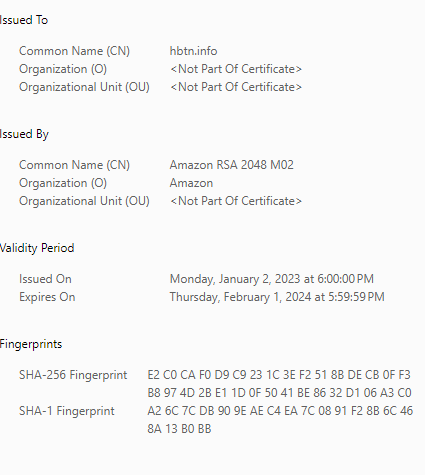 Issued To
Common Name (CN) hbtn.info
Organization (O) <Not Part Of Certificate>
Organizational Unit (OU) <Not Part Of Certificate>
Issued By
Common Name (CN) Amazon RSA 2048 M02
Organization (O) Amazon
Organizational Unit (OU) <Not Part Of Certificate>
Validity Period
Issued On Monday, January 2, 2023 at 6:00:00 PM
Expires On Thursday, February 1, 2024 at 5:59:59 PM
Fingerprints
SHA-256 Fingerprint E2 C0 CA F0 D9 C9 23 1C 3E F2 51 8B DE CB 0F F3
B8 97 4D 2B E1 1D 0F 50 41 BE 86 32 D1 06 A3 C0
SHA-1 Fingerprint A2 6C 7C DB 90 9E AE C4 EA 7C 08 91 F2 8B 6C 46
8A 13 B0 BB